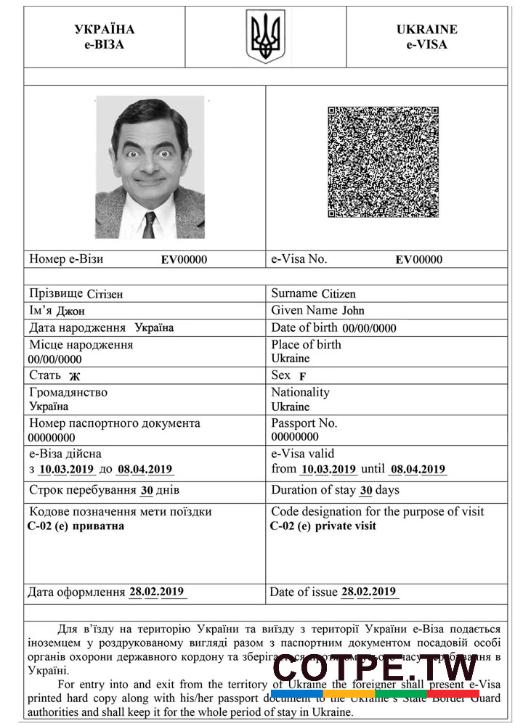 УКРАЇНА
е-ВІЗА
UKRAINE
e-VISA
Номер е-Візи EV00000
e-Visa No. EV00000
Прізвище Сітізен
Surname Citizen
Ім'я Джон
Given Name John
Дата народження Україна
Date of birth 00/00/0000
Місце народження
00/00/0000
Place of birth
Ukraine
Стать Ж
Sex F
Громадянство
Україна
Nationality
Ukraine
Номер паспортного документа
00000000
Passport No.
00000000
е-Віза дійсна
з 10.03.2019 до 08.04.2019
e-Visa valid
from 10.03.2019 until 08.04.2019
Строк перебування 30 днів
Duration of stay 30 days
Кодове позначення мети поїздки
С-02 (е) приватна
Code designation for the purpose of visit
C-02 (e) private visit
Дата оформлення 28.02.2019
Date of issue 28.02.2019
Для в'їзду на територію України та виїзду з території України е-Віза подається
іноземцем у роздрукованому вигляді разом з паспортним документом посадовій особі
органів охорони державного кордону та зберігається перебування в
Україні.
For entry into and exit from the territory of Ukraine the foreigner shall present e-Visa
printed hard copy along with his/her passport document to the Ukraine's State Border Guard
authorities and shall keep it for the whole period of stay in Ukraine.
COTPE.TW